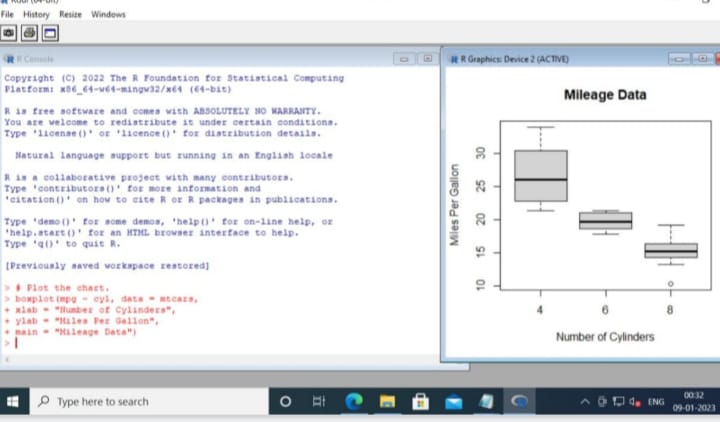 File History Resize Windows
R Console
Copyright (C) 2022 The R Foundation for Statistical Computing
Platform: x86_64-w64-mingw32/x64 (64-bit)
R is free software and comes with ABSOLUTELY NO WARRANTY.
You are welcome to redistribute it under certain conditions.
Type 'license()' or 'licence()' for distribution details.
Natural language support but running in an English locale
R is a collaborative project with many contributors.
Type 'contributors()' for more information and
'citation()' on how to cite R or R packages in publications.
Type 'demo()' for some demos, 'help()' for on-line help, or
'help.start()' for an HTML browser interface to help.
Type 'q()' to quit R.
[Previously saved workspace restored]
> # Plot the chart.
> boxplot(mpg ~ cyl, data = mtcars,
+ xlab = "Number of Cylinders",
+ ylab = "Miles Per Gallon",
+ main = "Mileage Data")
>
R Graphics: Device 2 (ACTIVE)
Mileage Data
Miles Per Gallon
30
25
20
15
10
4 6 8
Number of Cylinders
Type here to search
ENG
00:32
09-01-2023